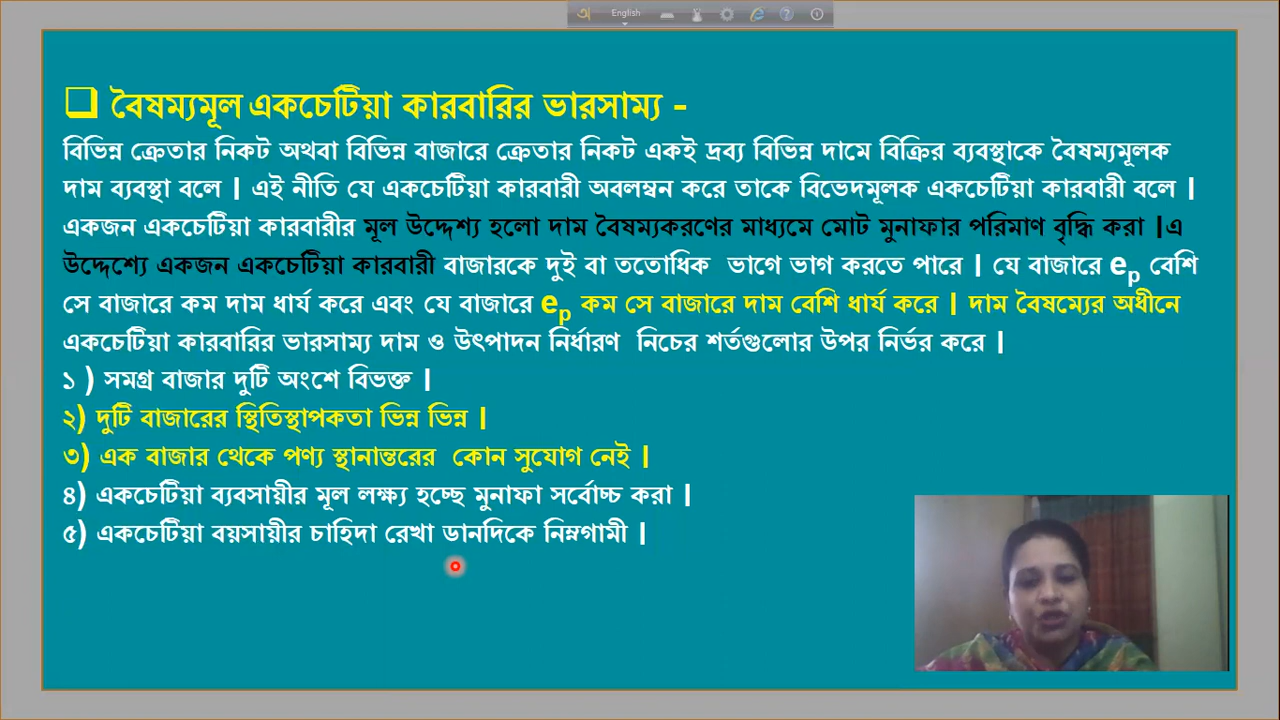 অ English
❑ বৈষম্যমূল একচেটিয়া কারবারির ভারসাম্য -
বিভিন্ন ক্রেতার নিকট অথবা বিভিন্ন বাজারে ক্রেতার নিকট একই দ্রব্য বিভিন্ন দামে বিক্রির ব্যবস্থাকে বৈষম্যমূলক
দাম ব্যবস্থা বলে | এই নীতি যে একচেটিয়া কারবারী অবলম্বন করে তাকে বিভেদমূলক একচেটিয়া কারবারী বলে |
একজন একচেটিয়া কারবারীর মূল উদ্দেশ্য হলো দাম বৈষম্যকরণের মাধ্যমে মোট মুনাফার পরিমাণ বৃদ্ধি করা |এ
উদ্দেশ্যে একজন একচেটিয়া কারবারী বাজারকে দুই বা ততোধিক ভাগে ভাগ করতে পারে | যে বাজারে eₚ বেশি
সে বাজারে কম দাম ধার্য করে এবং যে বাজারে eₚ কম সে বাজারে দাম বেশি ধার্য করে | দাম বৈষম্যের অধীনে
একচেটিয়া কারবারির ভারসাম্য দাম ও উৎপাদন নির্ধারণ নিচের শর্তগুলোর উপর নির্ভর করে |
১ ) সমগ্র বাজার দুটি অংশে বিভক্ত |
২) দুটি বাজারের স্থিতিস্থাপকতা ভিন্ন ভিন্ন |
৩) এক বাজার থেকে পণ্য স্থানান্তরের কোন সুযোগ নেই |
৪) একচেটিয়া ব্যবসায়ীর মূল লক্ষ্য হচ্ছে মুনাফা সর্বোচ্চ করা |
৫) একচেটিয়া বয়সায়ীর চাহিদা রেখা ডানদিকে নিম্নগামী |